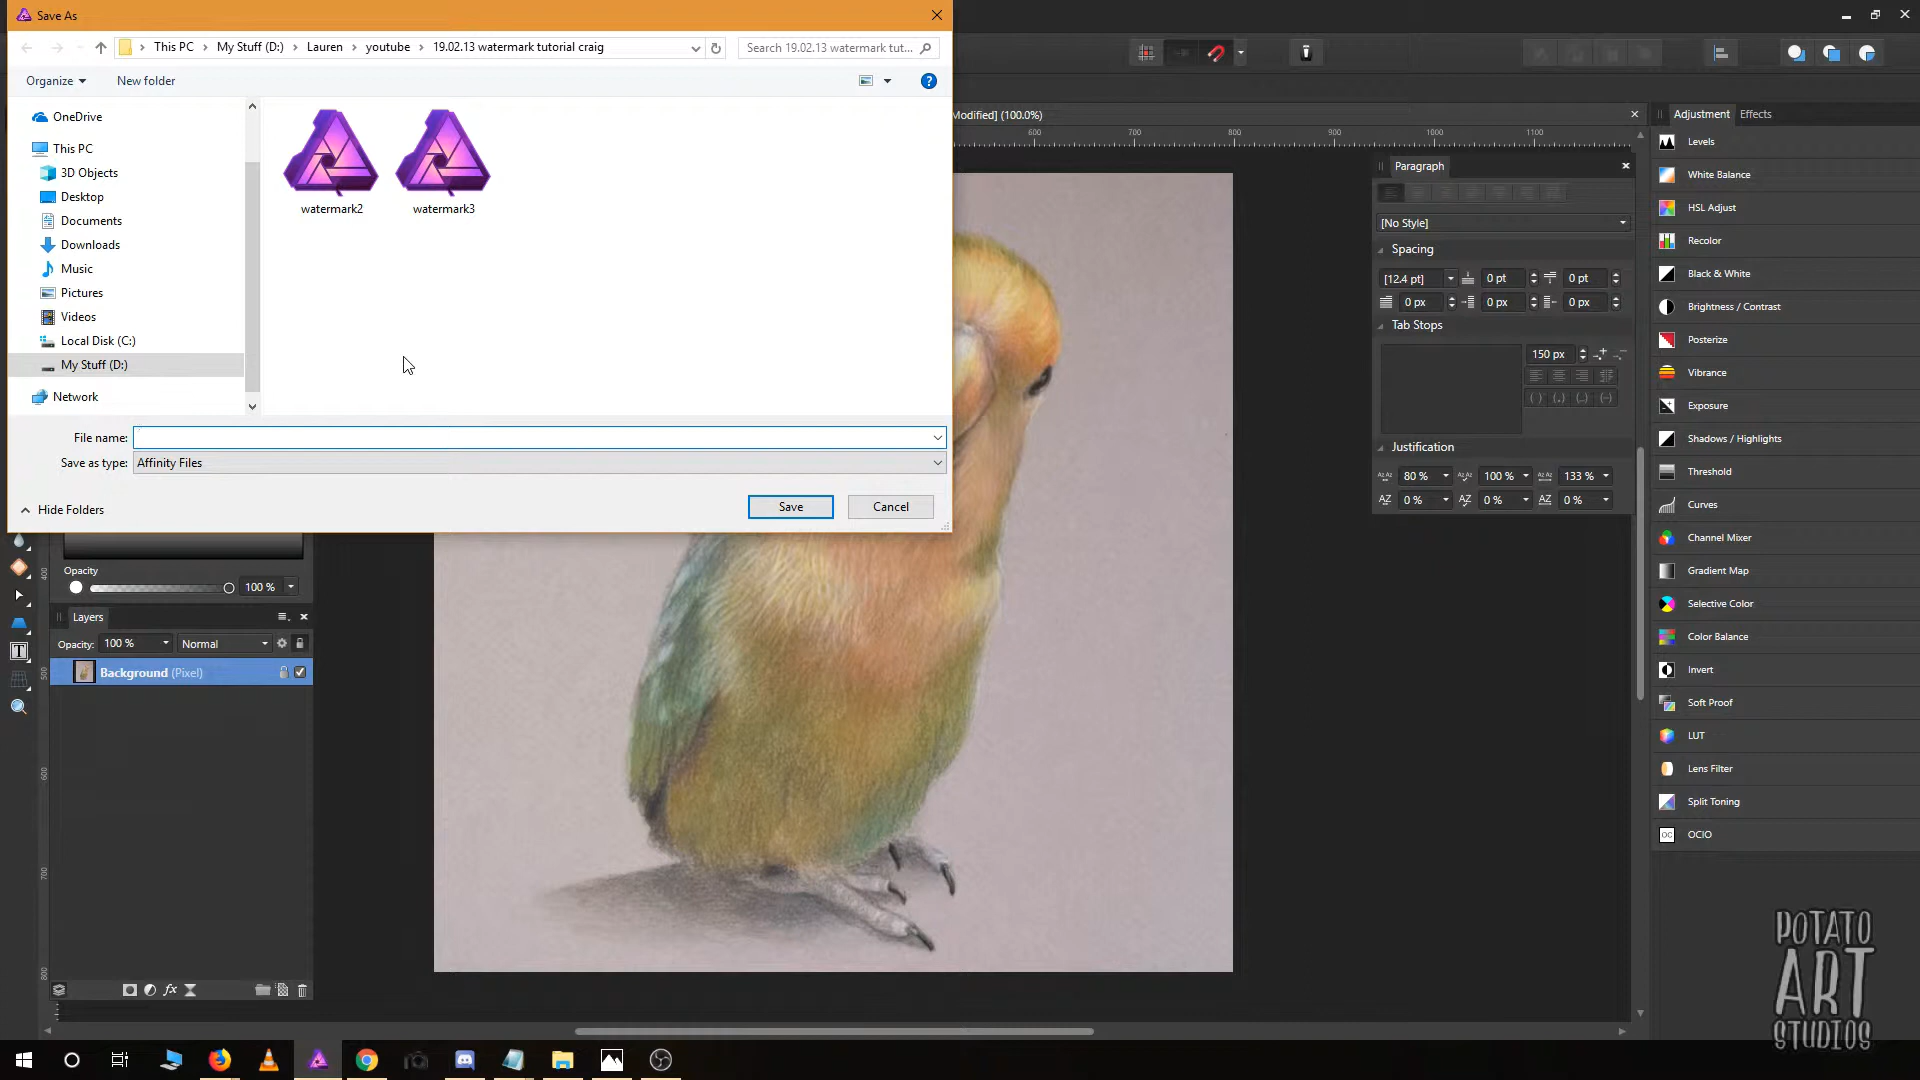 Save As
This PC
My Stuff (D:)
Lauren
youtube
19.02.13 watermark tutorial craig
Search 19.02.13 watermark tut...
Organize
New folder
OneDrive
This PC
3D Objects
Desktop
Documents
Downloads
Music
Pictures
Videos
Local Disk (C:)
My Stuff (D:)
Network
watermark2
watermark3
File name:
Save as type: Affinity Files
Hide Folders
Save
Cancel
Modified] (100.0%)
600
700
800
900
1000
1100
Paragraph
[No Style]
Spacing
[12.4 pt]
0 pt
0 pt
0 px
0 px
0 px
Tab Stops
150 px
Justification
80 %
100 %
133 %
0 %
0 %
0 %
Adjustment
Effects
Levels
White Balance
HSL Adjust
Recolor
Black & White
Brightness / Contrast
Posterize
Vibrance
Exposure
Shadows / Highlights
Threshold
Curves
Channel Mixer
Gradient Map
Selective Color
Color Balance
Invert
Soft Proof
LUT
Lens Filter
Split Toning
OCIO
Opacity
100 %
Layers
Opacity: 100 %
Normal
Background (Pixel)
400
500
600
700
800
POTATO
ART
STUDIOS